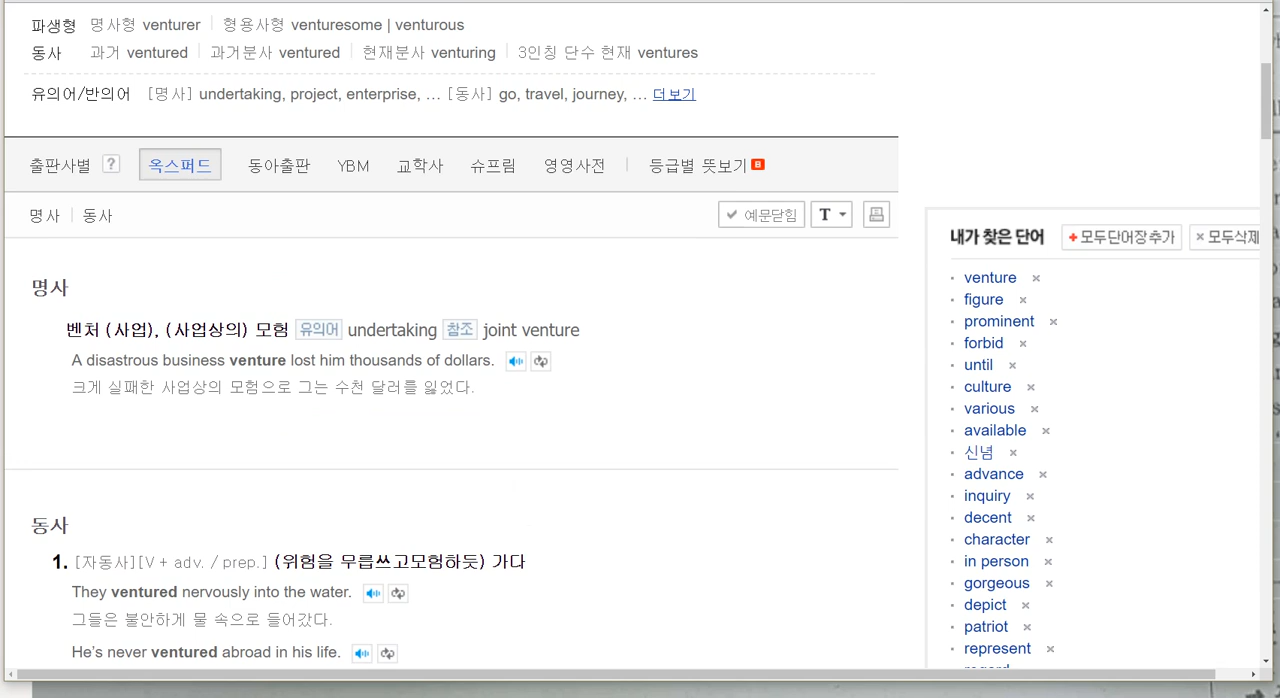 파생형 명사형 venturer 형용사형 venturesome | venturous
동사 과거 ventured 과거분사 ventured 현재분사 venturing 3인칭 단수 현재 ventures
유의어/반의어 [명사] undertaking, project, enterprise, … [동사] go, travel, journey, … 더보기
출판사별 ? 옥스퍼드 동아출판 YBM 교학사 슈프림 영영사전 등급별 뜻보기
명사 동사 예문닫힘 T
명사
벤처 (사업), (사업상의) 모험 유의어 undertaking 참조 joint venture
A disastrous business venture lost him thousands of dollars.
크게 실패한 사업상의 모험으로 그는 수천 달러를 잃었다.
동사
1. [자동사][V + adv. / prep.] (위험을 무릅쓰고모험하듯) 가다
They ventured nervously into the water.
그들은 불안하게 물 속으로 들어갔다.
He’s never ventured abroad in his life.
내가 찾은 단어 +모두단어장추가 ×모두삭제
venture
figure
prominent
forbid
until
culture
various
available
신념
advance
inquiry
decent
character
in person
gorgeous
depict
patriot
represent